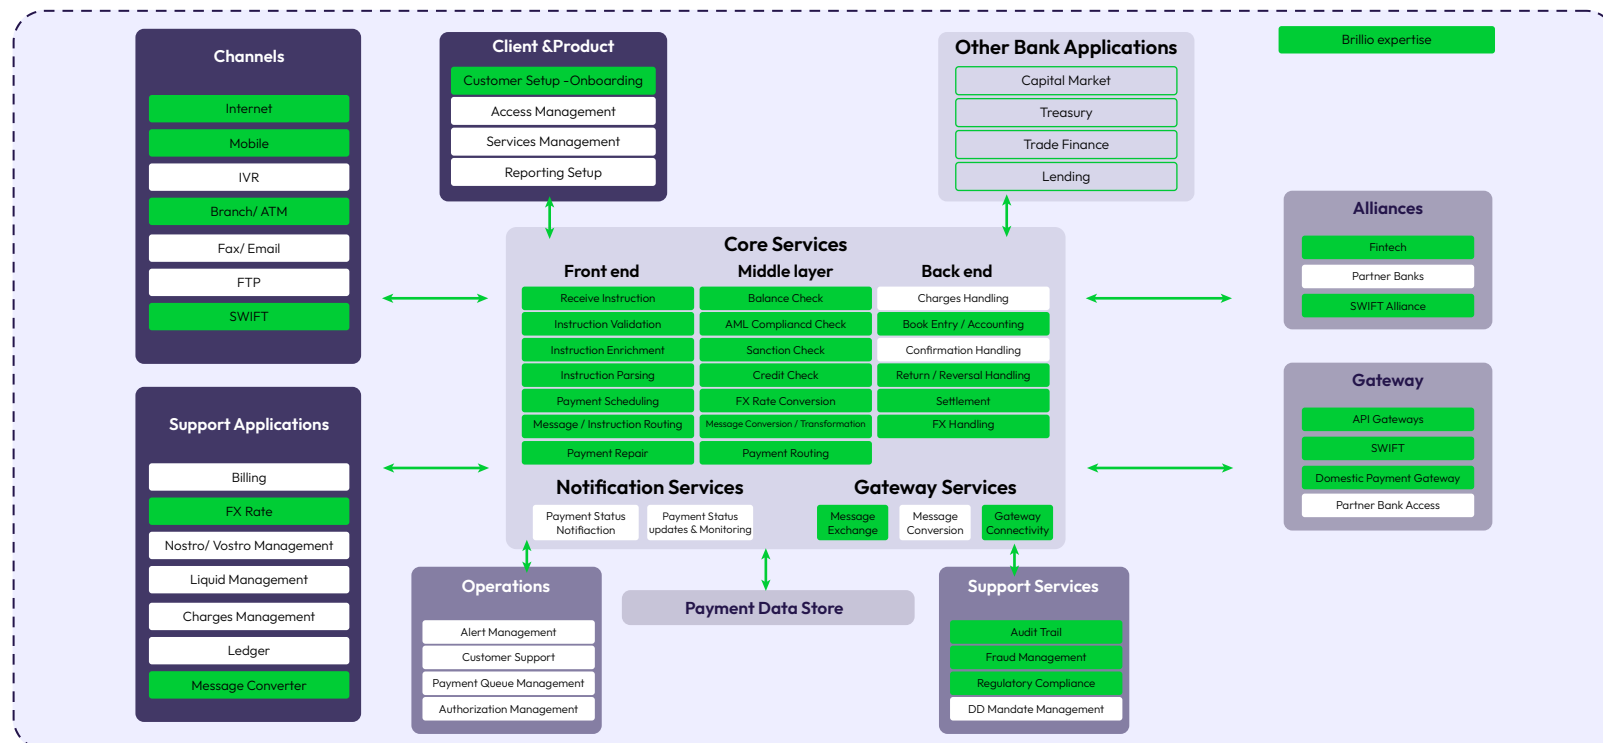 Channels
Internet
Mobile
IVR
Branch/ ATM
Fax/ Email
FTP
SWIFT
Support Applications
Billing
FX Rate
Nostro/ Vostro Management
Liquid Management
Charges Management
Ledger
Message Converter
Client &Product
Customer Setup -Onboarding
Access Management
Services Management
Reporting Setup
Other Bank Applications
Capital Market
Treasury
Trade Finance
Lending
Brillio expertise
Core Services
Front end
Receive Instruction
Instruction Validation
Instruction Enrichment
Instruction Parsing
Payment Scheduling
Message / Instruction Routing
Payment Repair
Middle layer
Balance Check
AML Compliancd Check
Sanction Check
Credit Check
FX Rate Conversion
Message Conversion / Transformation
Payment Routing
Back end
Charges Handling
Book Entry / Accounting
Confirmation Handling
Return / Reversal Handling
Settlement
FX Handling
Notification Services
Payment Status
Notifiaction
Payment Status
updates & Monitoring
Gateway Services
Message
Exchange
Message
Conversion
Gateway
Connectivity
Alliances
Fintech
Partner Banks
SWIFT Alliance
Gateway
API Gateways
SWIFT
Domestic Payment Gateway
Partner Bank Access
Operations
Alert Management
Customer Support
Payment Queue Management
Authorization Management
Payment Data Store
Support Services
Audit Trail
Fraud Management
Regulatory Compliance
DD Mandate Management